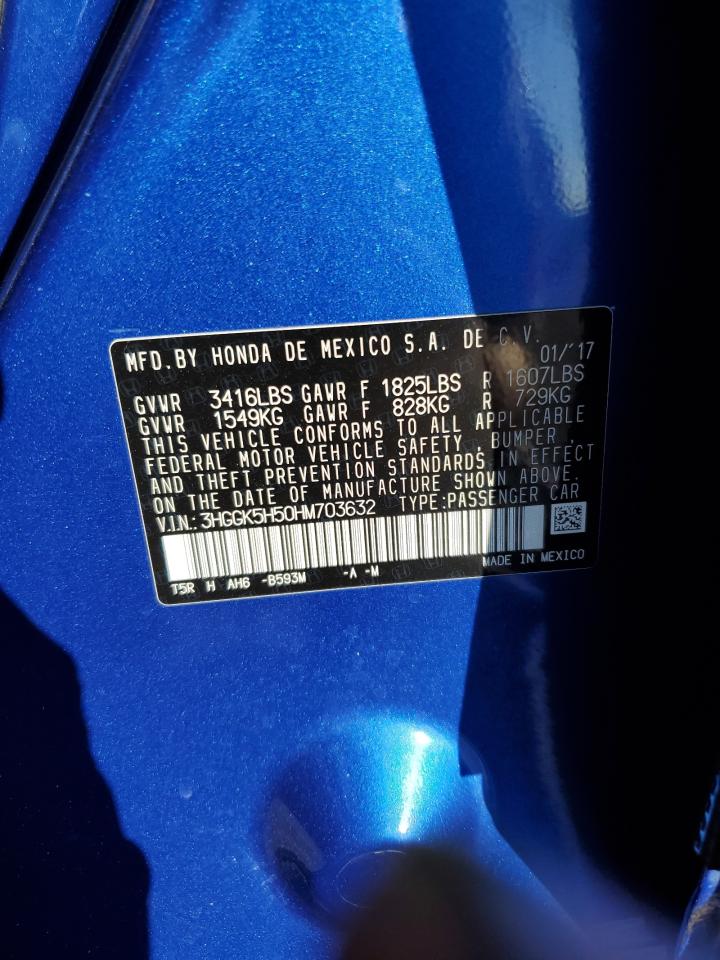 MFD. BY HONDA DE MEXICO S.A. DE C.V.
01/'17
GVWR 3416LBS GAWR F 1825LBS R 1607LBS
GVWR 1549KG GAWR F 828KG R 729KG
THIS VEHICLE CONFORMS TO ALL APPLICABLE
FEDERAL MOTOR VEHICLE SAFETY, BUMPER,
AND THEFT PREVENTION STANDARDS IN EFFECT
ON THE DATE OF MANUFACTURE SHOWN ABOVE.
V.I.N.: 3HGGK5H50HM703632 TYPE:PASSENGER CAR
MADE IN MEXICO
T5R H AH6 -B593M -A -M